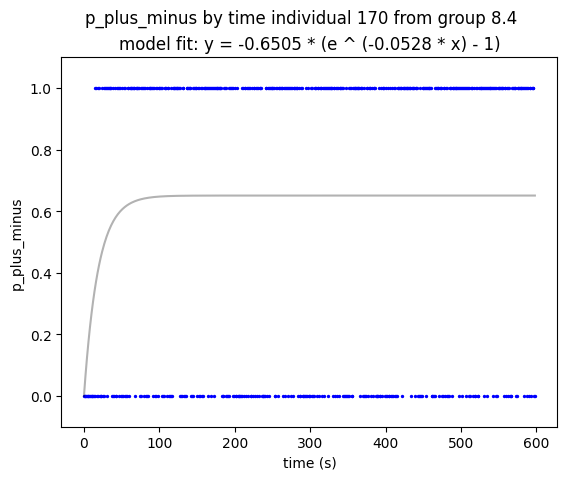 p_plus_minus by time individual 170 from group 8.4
model fit: y = -0.6505 * (e ^ (-0.0528 * x) - 1)
1.0
0.8
0.6
0.4
0.2
0.0
p_plus_minus
0 100 200 300 400 500 600
time (s)